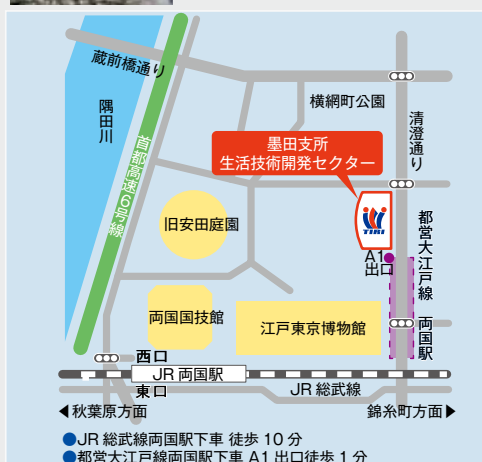 蔵前橋通り
隅田川
首都高速6号線
横網町公園
清澄通り
墨田支所
生活技術開発セクター
TIRI
旧安田庭園
A1
出口
都営大江戸線 両国駅
両国国技館
江戸東京博物館
西口
JR 両国駅
東口
JR 総武線
◀秋葉原方面
錦糸町方面▶
●JR 総武線両国駅下車 徒歩 10 分
●都営大江戸線両国駅下車 A1 出口徒歩 1 分